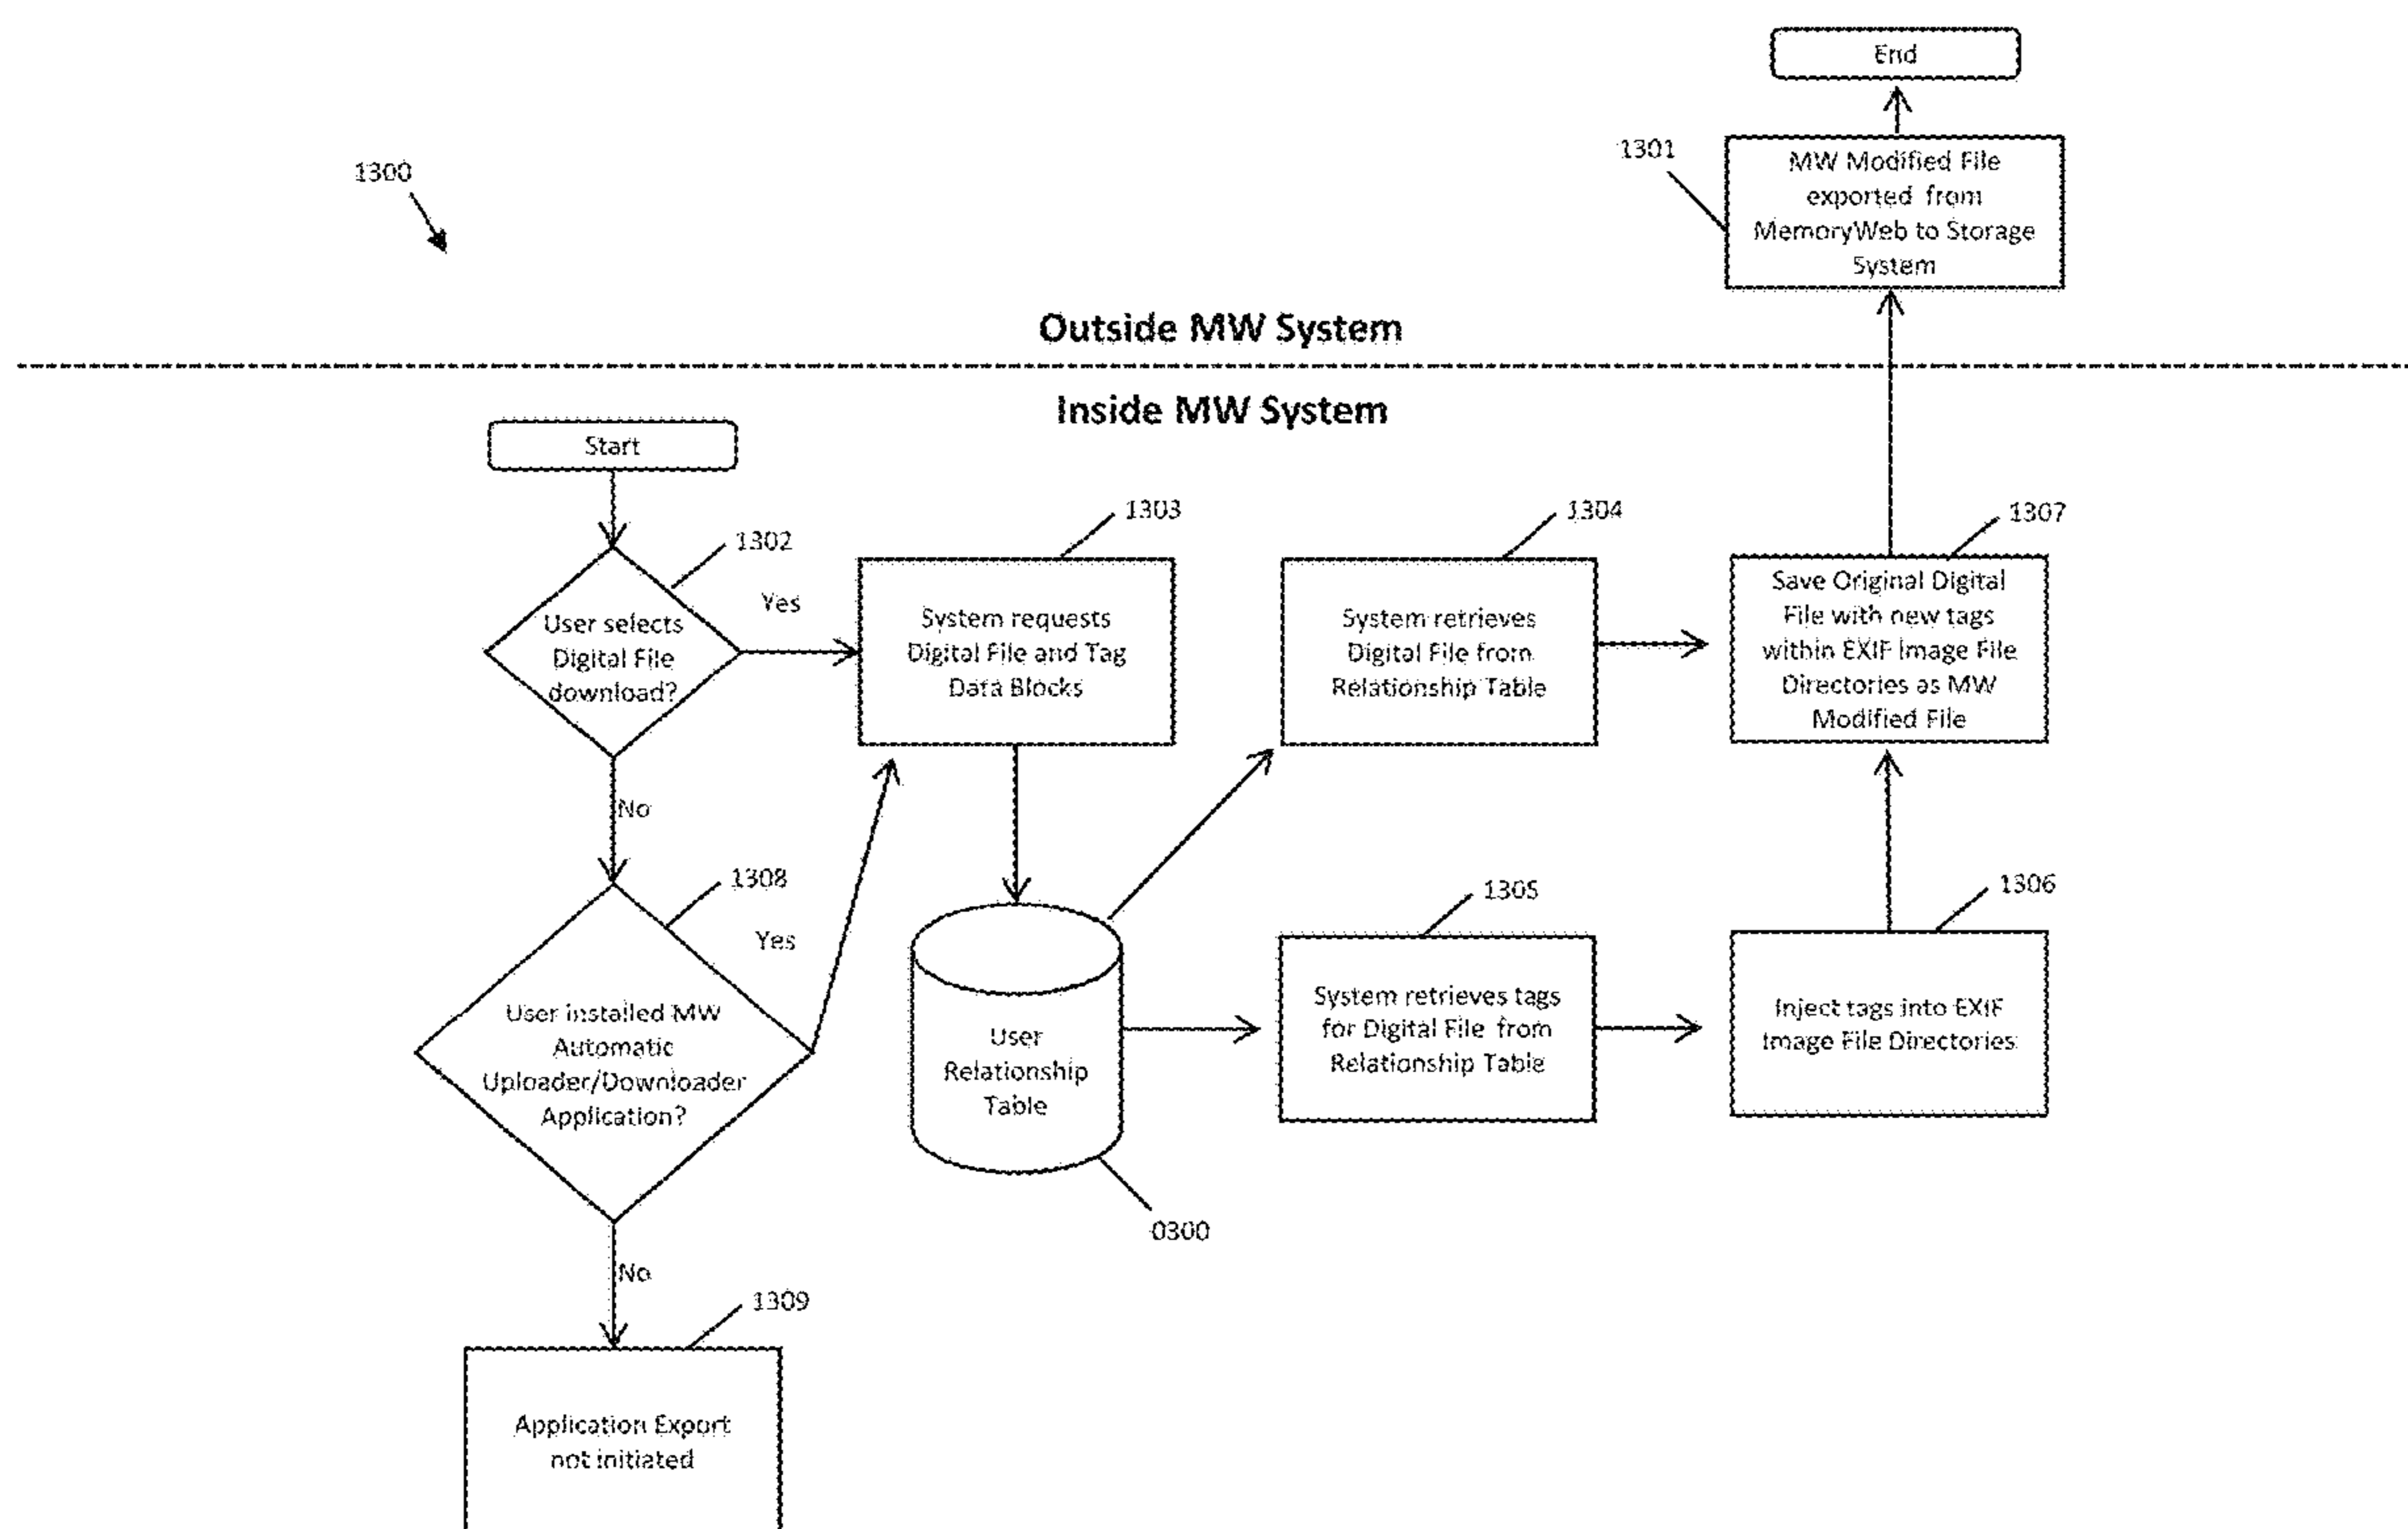 End
1301
MW Modified File
exported from
MemoryWeb to Storage
System
1300
Outside MW System
Inside MW System
Start
1302
Yes
User selects
Digital File
download?
1303
System requests
Digital File and Tag
Data Blocks
1304
System retrieves
Digital File from
Relationship Table
1307
Save Original Digital
File with new tags
within EXIF Image File
Directories as MW
Modified File
No
1308
Yes
User installed MW
Automatic
Uploader/Downloader
Application?
User
Relationship
Table
0300
1305
System retrieves tags
for Digital File from
Relationship Table
1306
Inject tags into EXIF
Image File Directories
No
1309
Application Export
not initiated